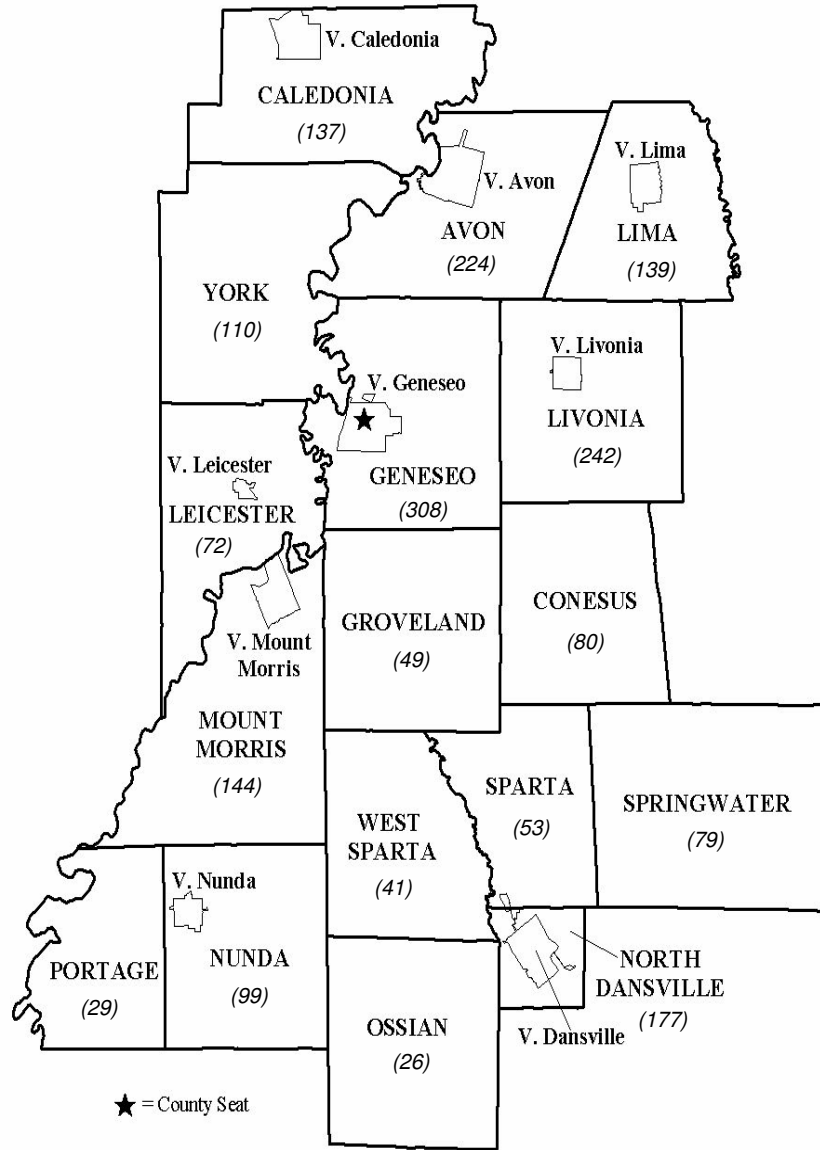 V. Caledonia
CALEDONIA
(137)
V. Avon
AVON
(224)
V. Lima
LIMA
(139)
YORK
(110)
V. Geneseo
GENESEO
(308)
V. Livonia
LIVONIA
(242)
V. Leicester
LEICESTER
(72)
V. Mount
Morris
MOUNT
MORRIS
(144)
GROVELAND
(49)
CONESUS
(80)
WEST
SPARTA
(41)
SPARTA
(53)
SPRINGWATER
(79)
PORTAGE
(29)
V. Nunda
NUNDA
(99)
OSSIAN
(26)
NORTH
DANSVILLE
(177)
V. Dansville
= County Seat